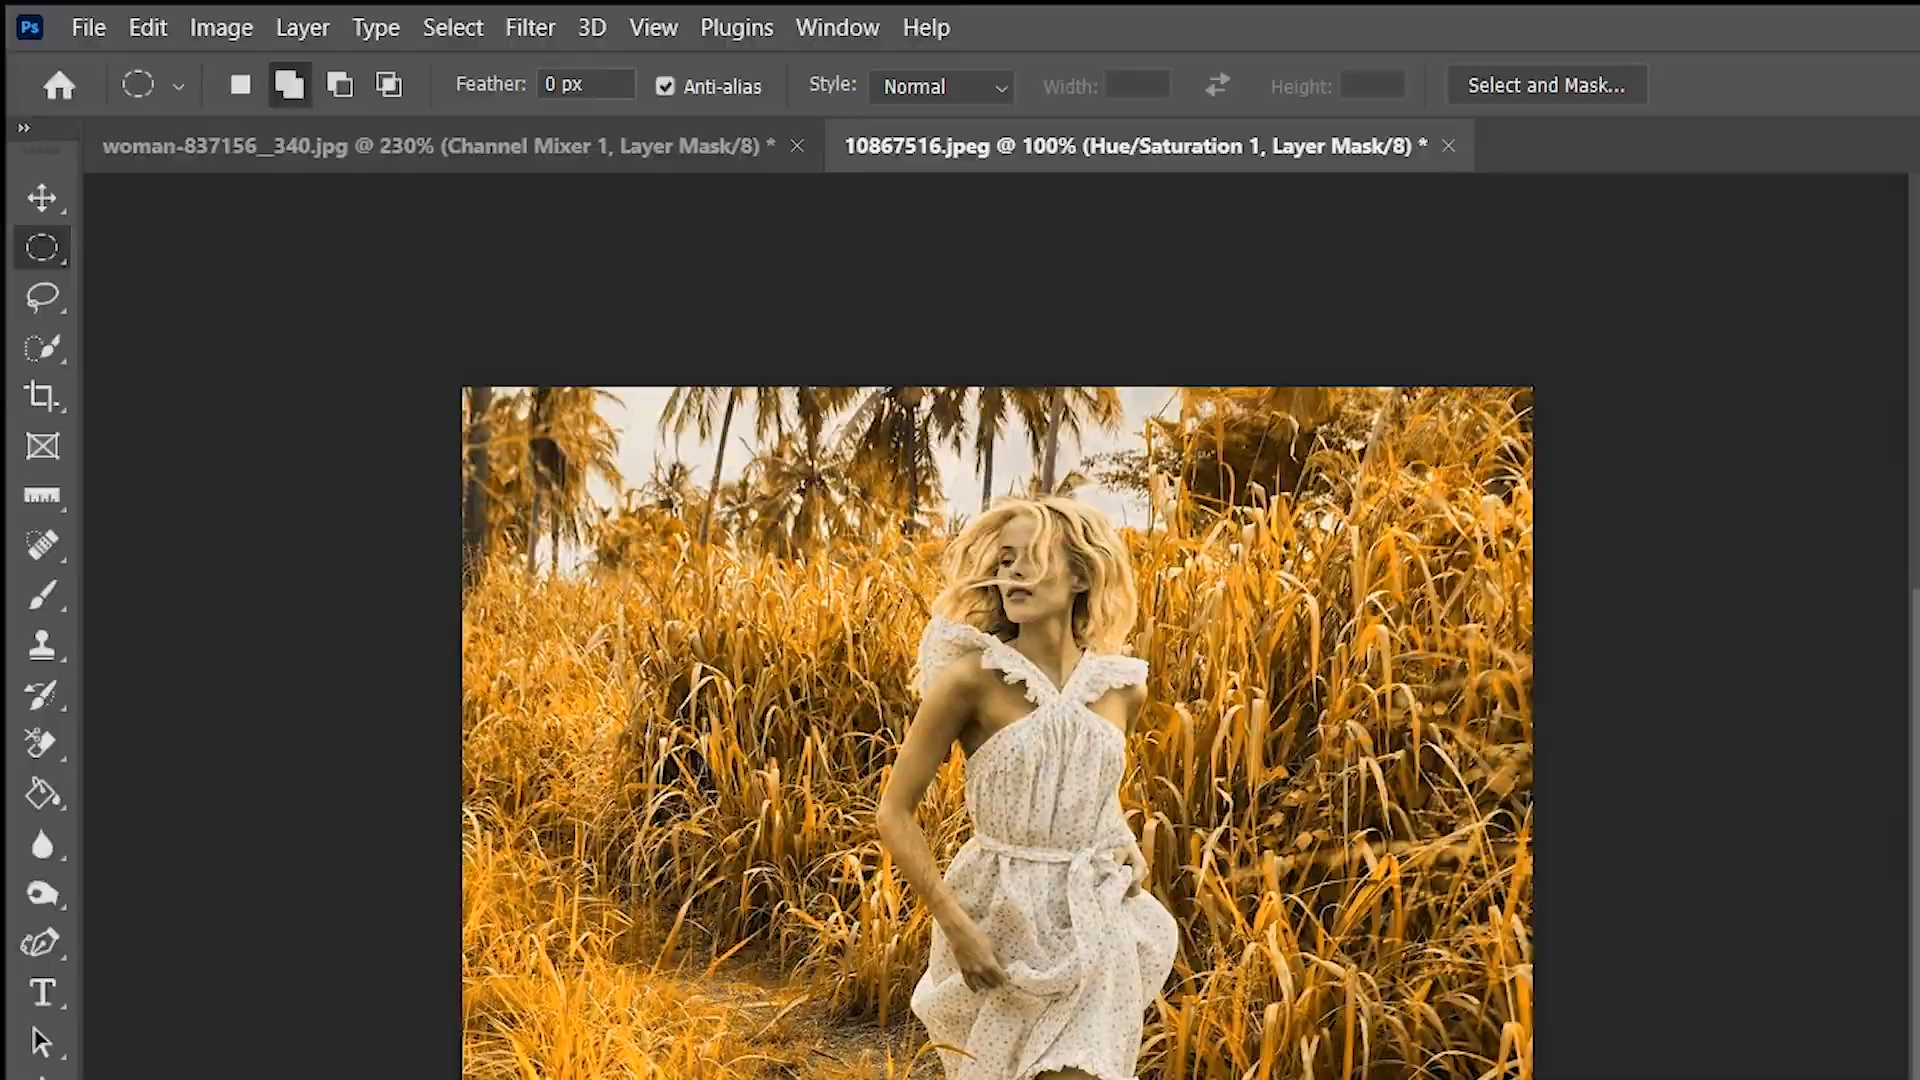 Ps File Edit Image Layer Type Select Filter 3D View Plugins Window Help
Feather: 0 px Anti-alias Style: Normal Width: Height: Select and Mask...
woman-837156_340.jpg @ 230% (Channel Mixer 1, Layer Mask/8) * 10867516.jpeg @ 100% (Hue/Saturation 1, Layer Mask/8) *